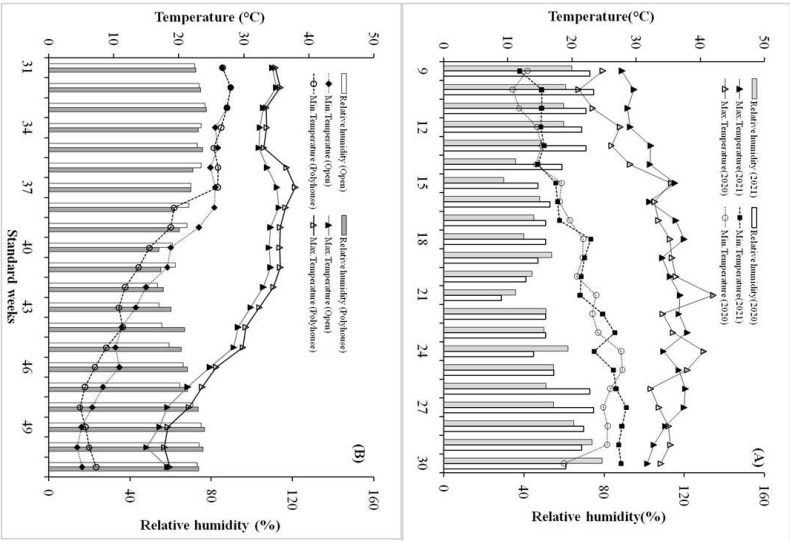 (A)
Temperature(°C)
50
40
30
20
10
0
Relative humidity (2021)
Relative humidity(2020)
Max.Temperature(2021)
Min Temperature(2021)
Max.Temperature(2020)
Min Temperature(2020)
9 12 15 18 21 24 27 30
Relative humidity(%)
160
120
80
40
0
(B)
Temperature (°C)
50
40
30
20
10
0
Relative humidity (Open)
Relative humidity (Polyhouse)
Min Temperatue (Open)
Max Temperature (Open)
Min Temperature (Polyhouse)
Max Temperature (Polyhouse)
31 34 37 40 43 46 49
Standard weeks
Relative humidity (%)
160
120
80
40
0